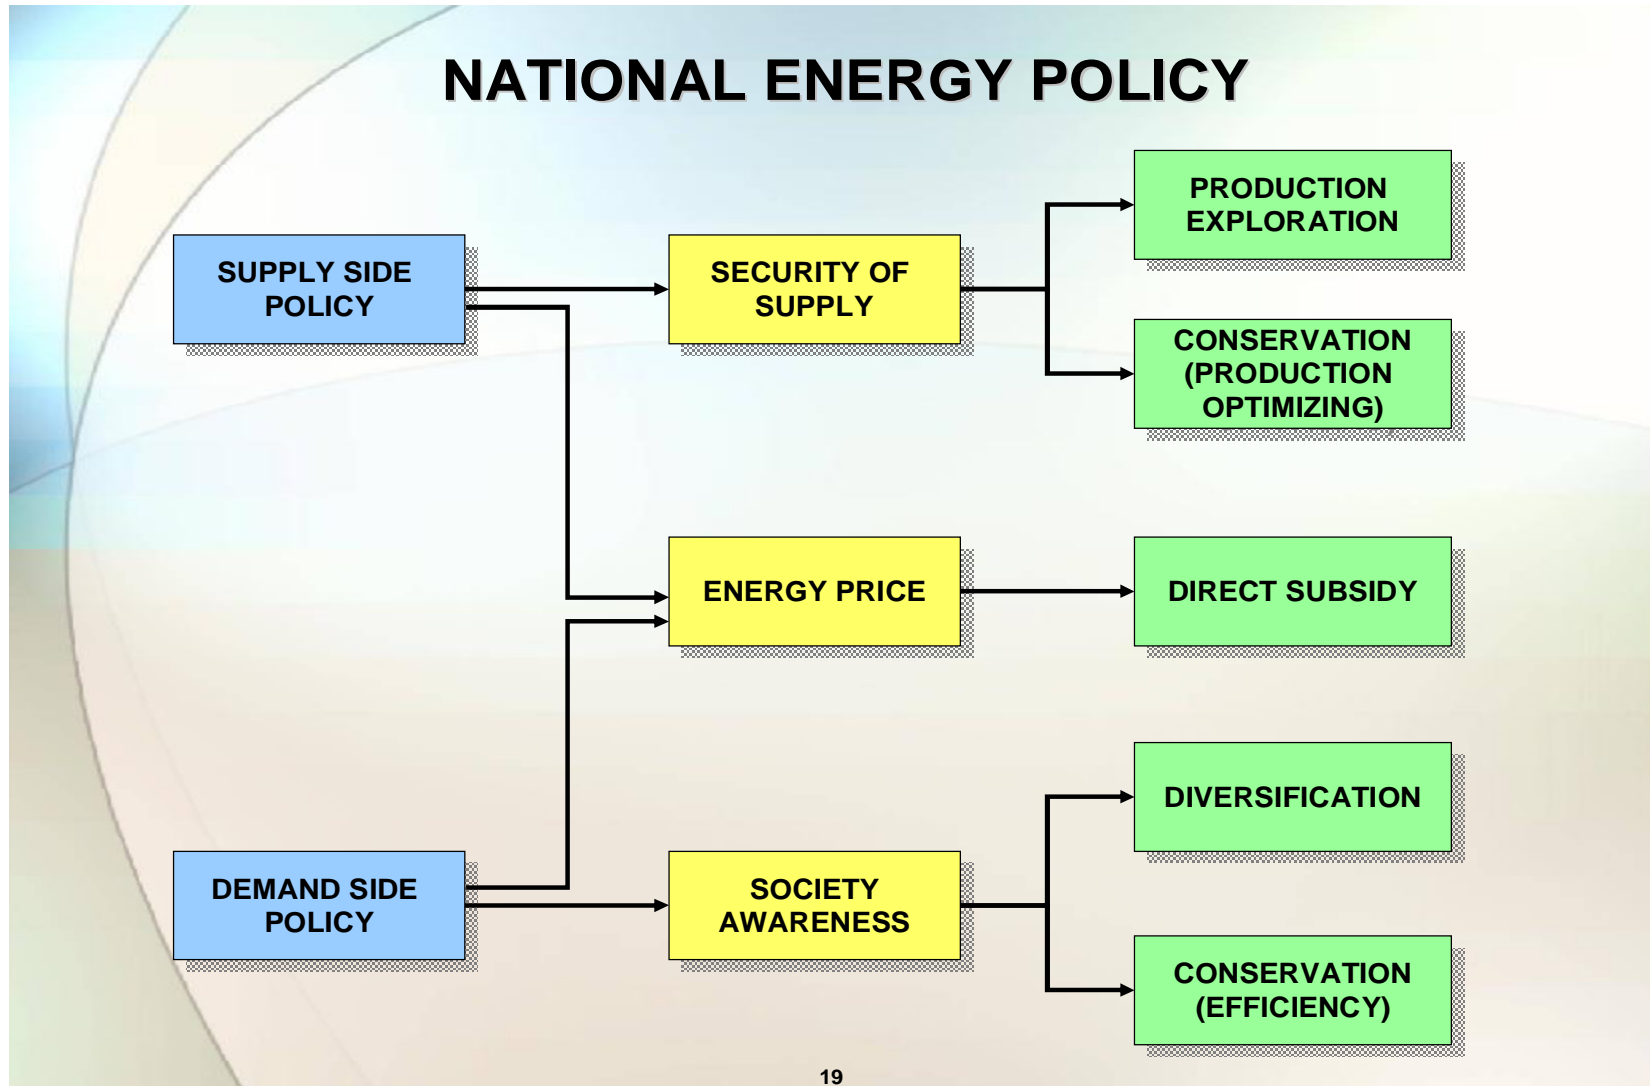 NATIONAL ENERGY POLICY
PRODUCTION
EXPLORATION
SUPPLY SIDE
POLICY
SECURITY OF
SUPPLY
CONSERVATION
(PRODUCTION
OPTIMIZING)
ENERGY PRICE
DIRECT SUBSIDY
DIVERSIFICATION
DEMAND SIDE
POLICY
SOCIETY
AWARENESS
CONSERVATION
(EFFICIENCY)
19